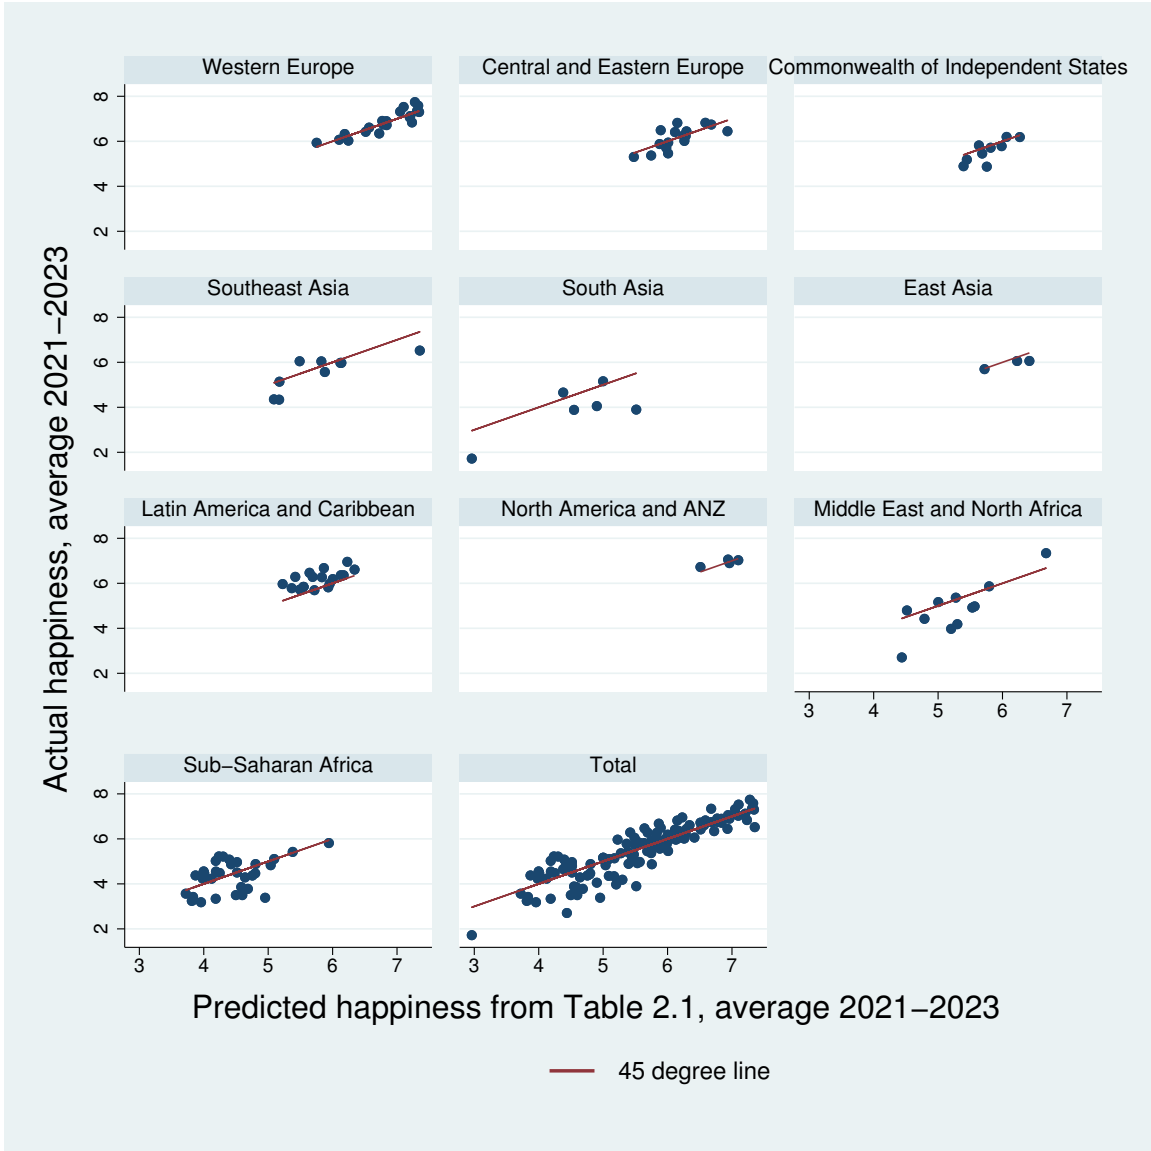 Western Europe
Central and Eastern Europe
Commonwealth of Independent States
8
6
4
2
Southeast Asia
South Asia
East Asia
8
6
4
2
Latin America and Caribbean
North America and ANZ
Middle East and North Africa
8
6
4
2
3 4 5 6 7
Sub−Saharan Africa
Total
8
6
4
2
3 4 5 6 7
3 4 5 6 7
Actual happiness, average 2021−2023
Predicted happiness from Table 2.1, average 2021−2023
45 degree line